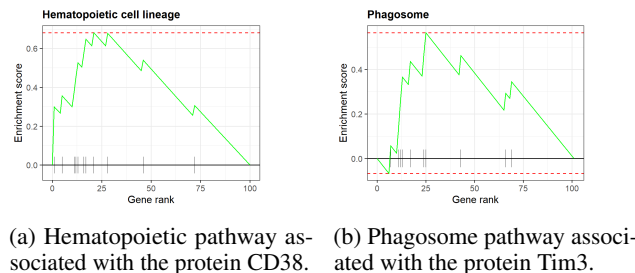 Hematopoietic cell lineage
Enrichment score
0.6
0.4
0.2
0.0
0 25 50 75 100
Gene rank
Phagosome
Enrichment score
0.4
0.2
0.0
0 25 50 75 100
Gene rank
(a) Hematopoietic pathway as-
sociated with the protein CD38.
(b) Phagosome pathway associ-
ated with the protein Tim3.